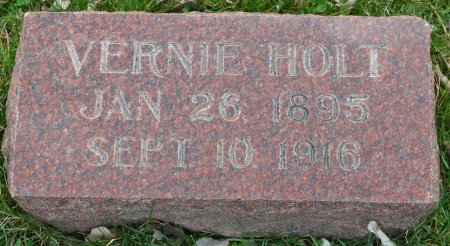 VERNIE HOLT
JAN 26, 1895
SEPT. 10 1916